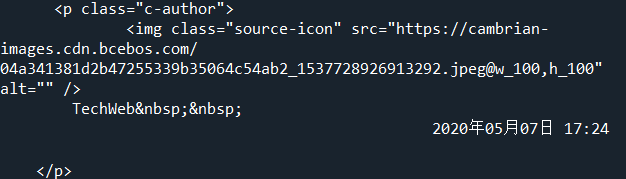 <p class="c-author">
<img class="source-icon" src="https://cambrian-
images.cdn.bcebos.com/
04a341381d2b47255339b35064c54ab2_1537728926913292.jpeg@w_100,h_100"
alt="" />
TechWeb&nbsp;&nbsp;
2020年05月07日 17:24
</p>